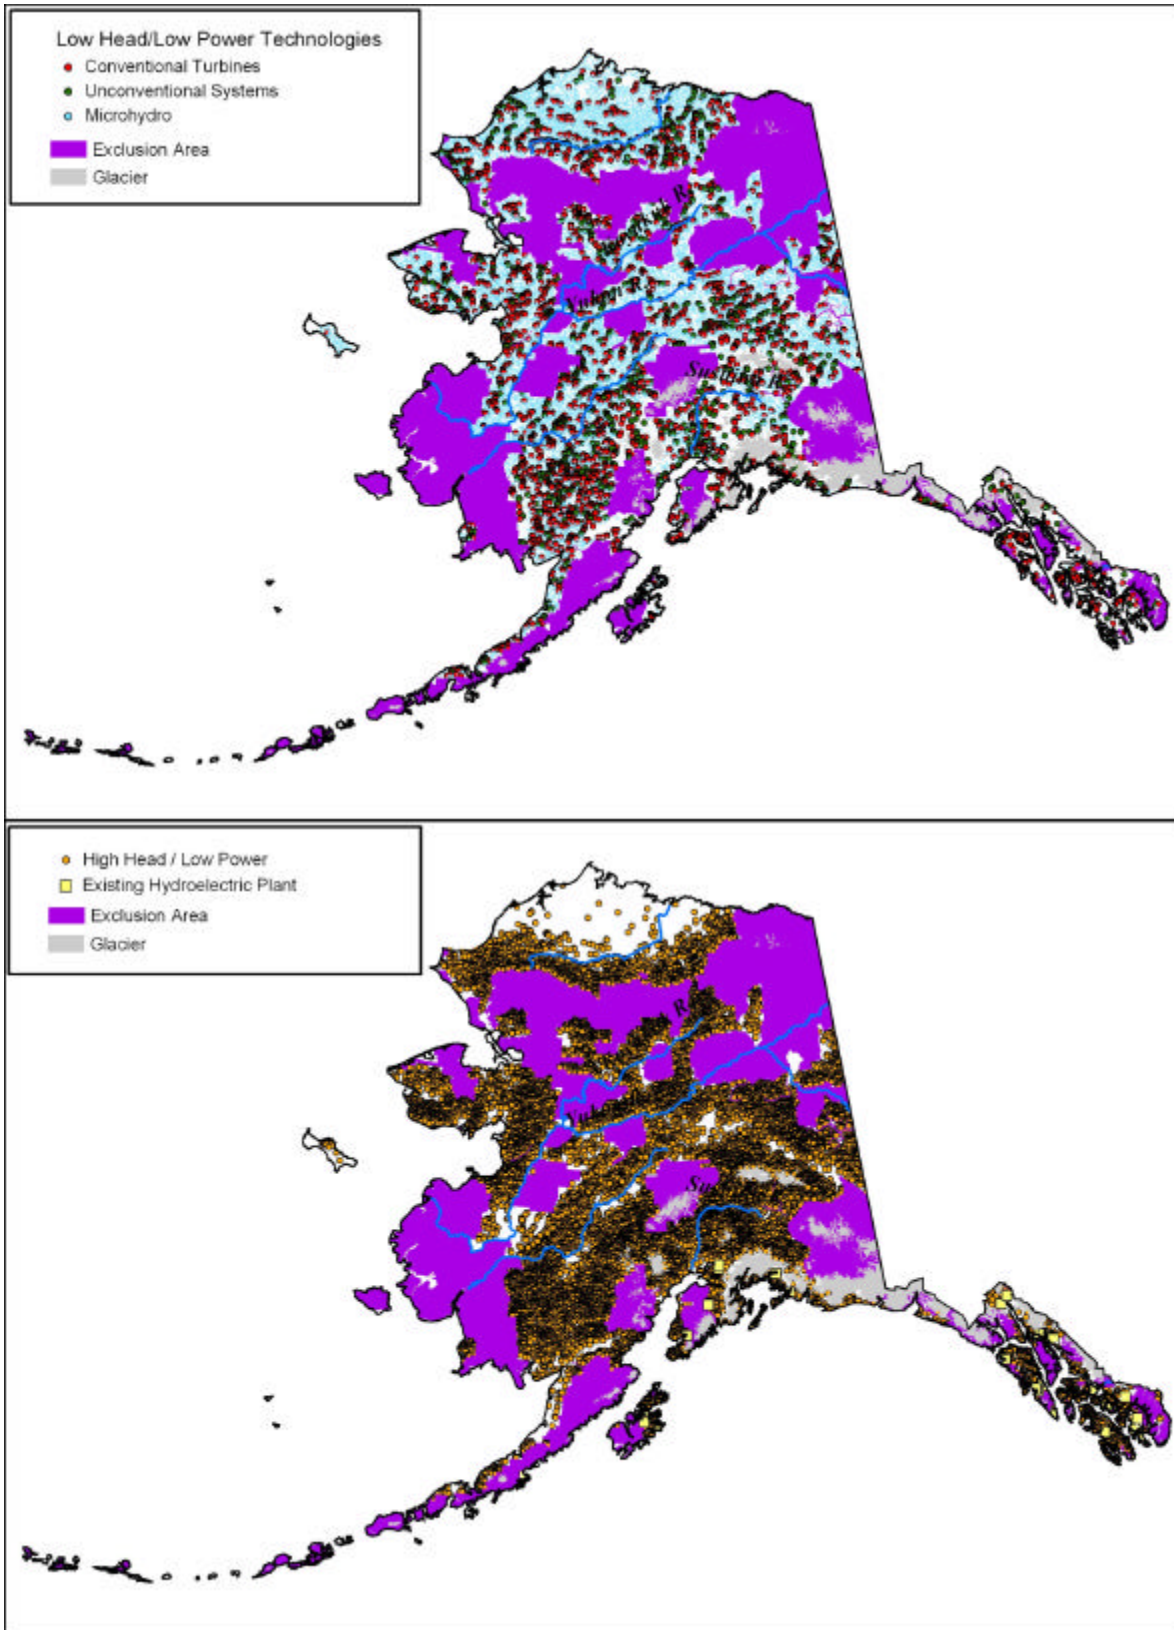 Low Head/Low Power Technologies
Conventional Turbines
Unconventional Systems
Microhydro
Exclusion Area
Glacier
R.
Yukon R.
Susitna R.
High Head / Low Power
Existing Hydroelectric Plant
Exclusion Area
Glacier
R.